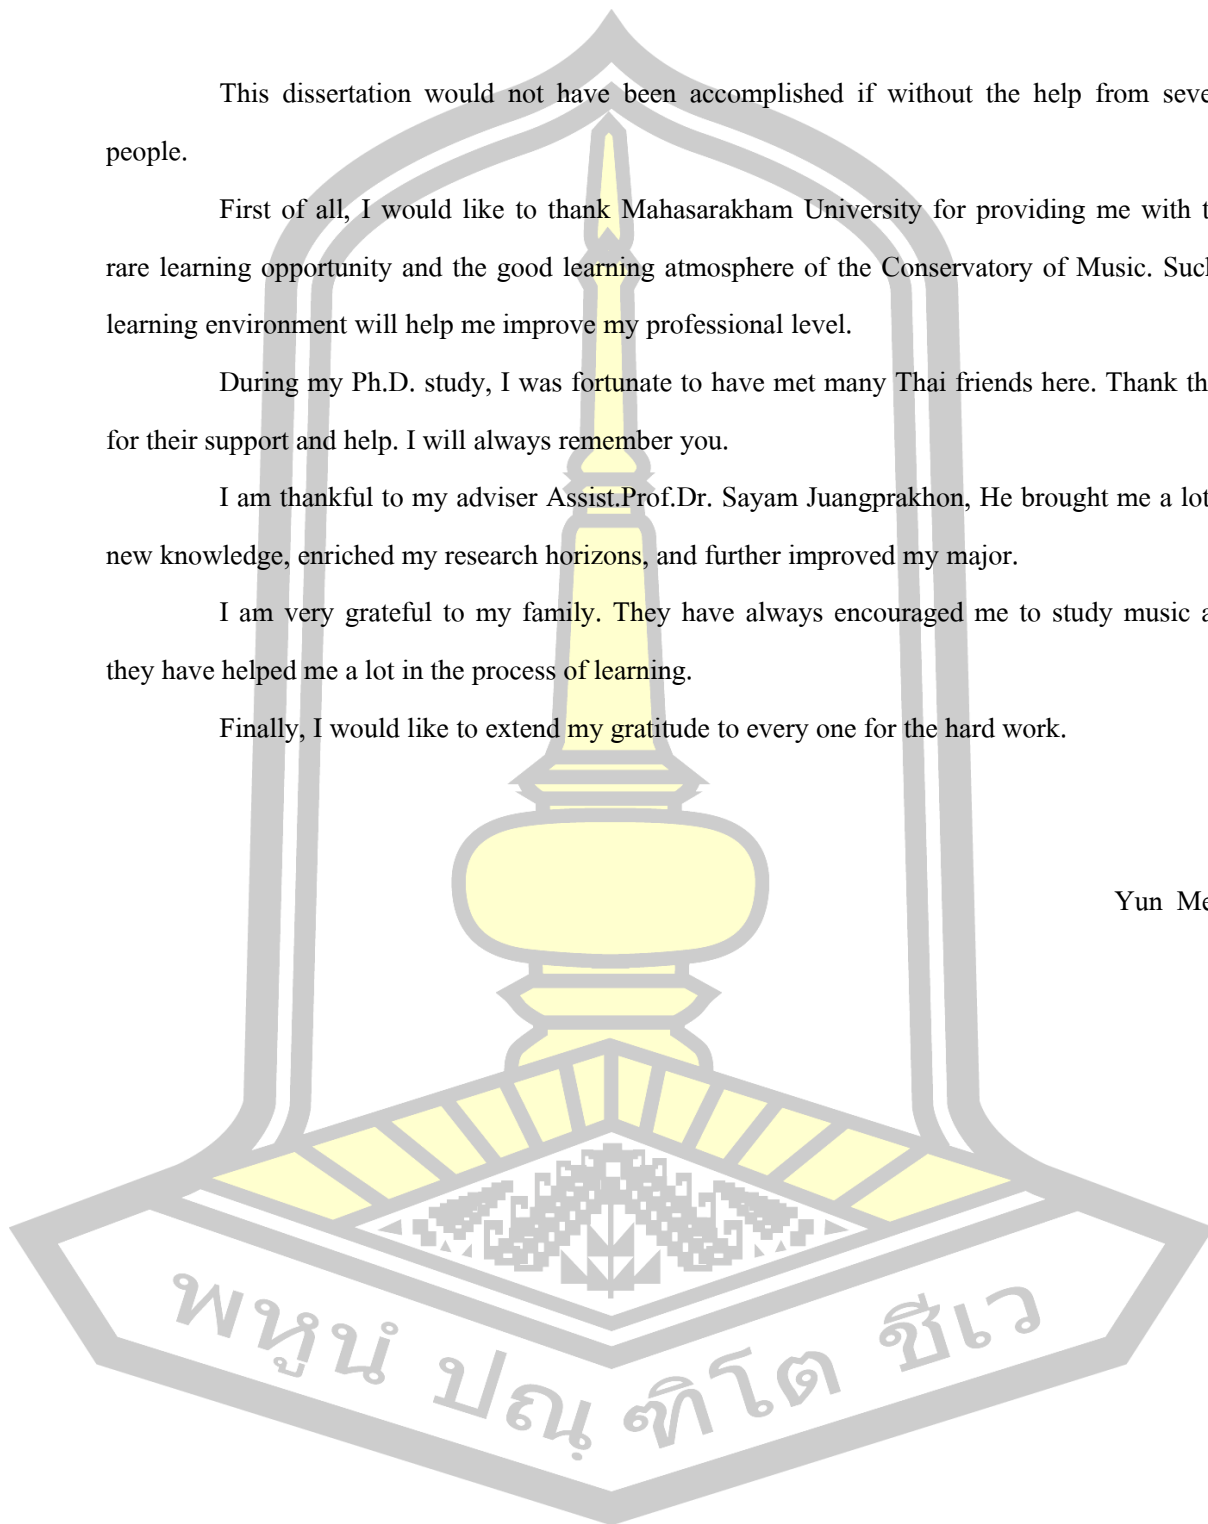 This dissertation would not have been accomplished if without the help from seve
people.
First of all, I would like to thank Mahasarakham University for providing me with t
rare learning opportunity and the good learning atmosphere of the Conservatory of Music. Such
learning environment will help me improve my professional level.
During my Ph.D. study, I was fortunate to have met many Thai friends here. Thank th
for their support and help. I will always remember you.
I am thankful to my adviser Assist.Prof.Dr. Sayam Juangprakhon, He brought me a lot
new knowledge, enriched my research horizons, and further improved my major.
I am very grateful to my family. They have always encouraged me to study music a
they have helped me a lot in the process of learning.
Finally, I would like to extend my gratitude to every one for the hard work.
Yun Me
พหูนํ ปณฺ ฑิโต ชีเว